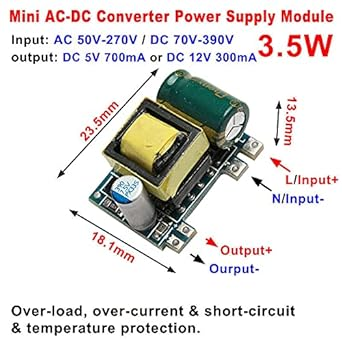 Mini AC-DC Converter Power Supply Module
Input: AC 50V-270V / DC 70V-390V
3.5W
output: DC 5V 700mA or DC 12V 300mA
23.5mm
13.5mm
L/Input+
N/Input-
390
Output+
Ourput-
18.1mm
Over-load, over-current & short-circuit
& temperature protection.